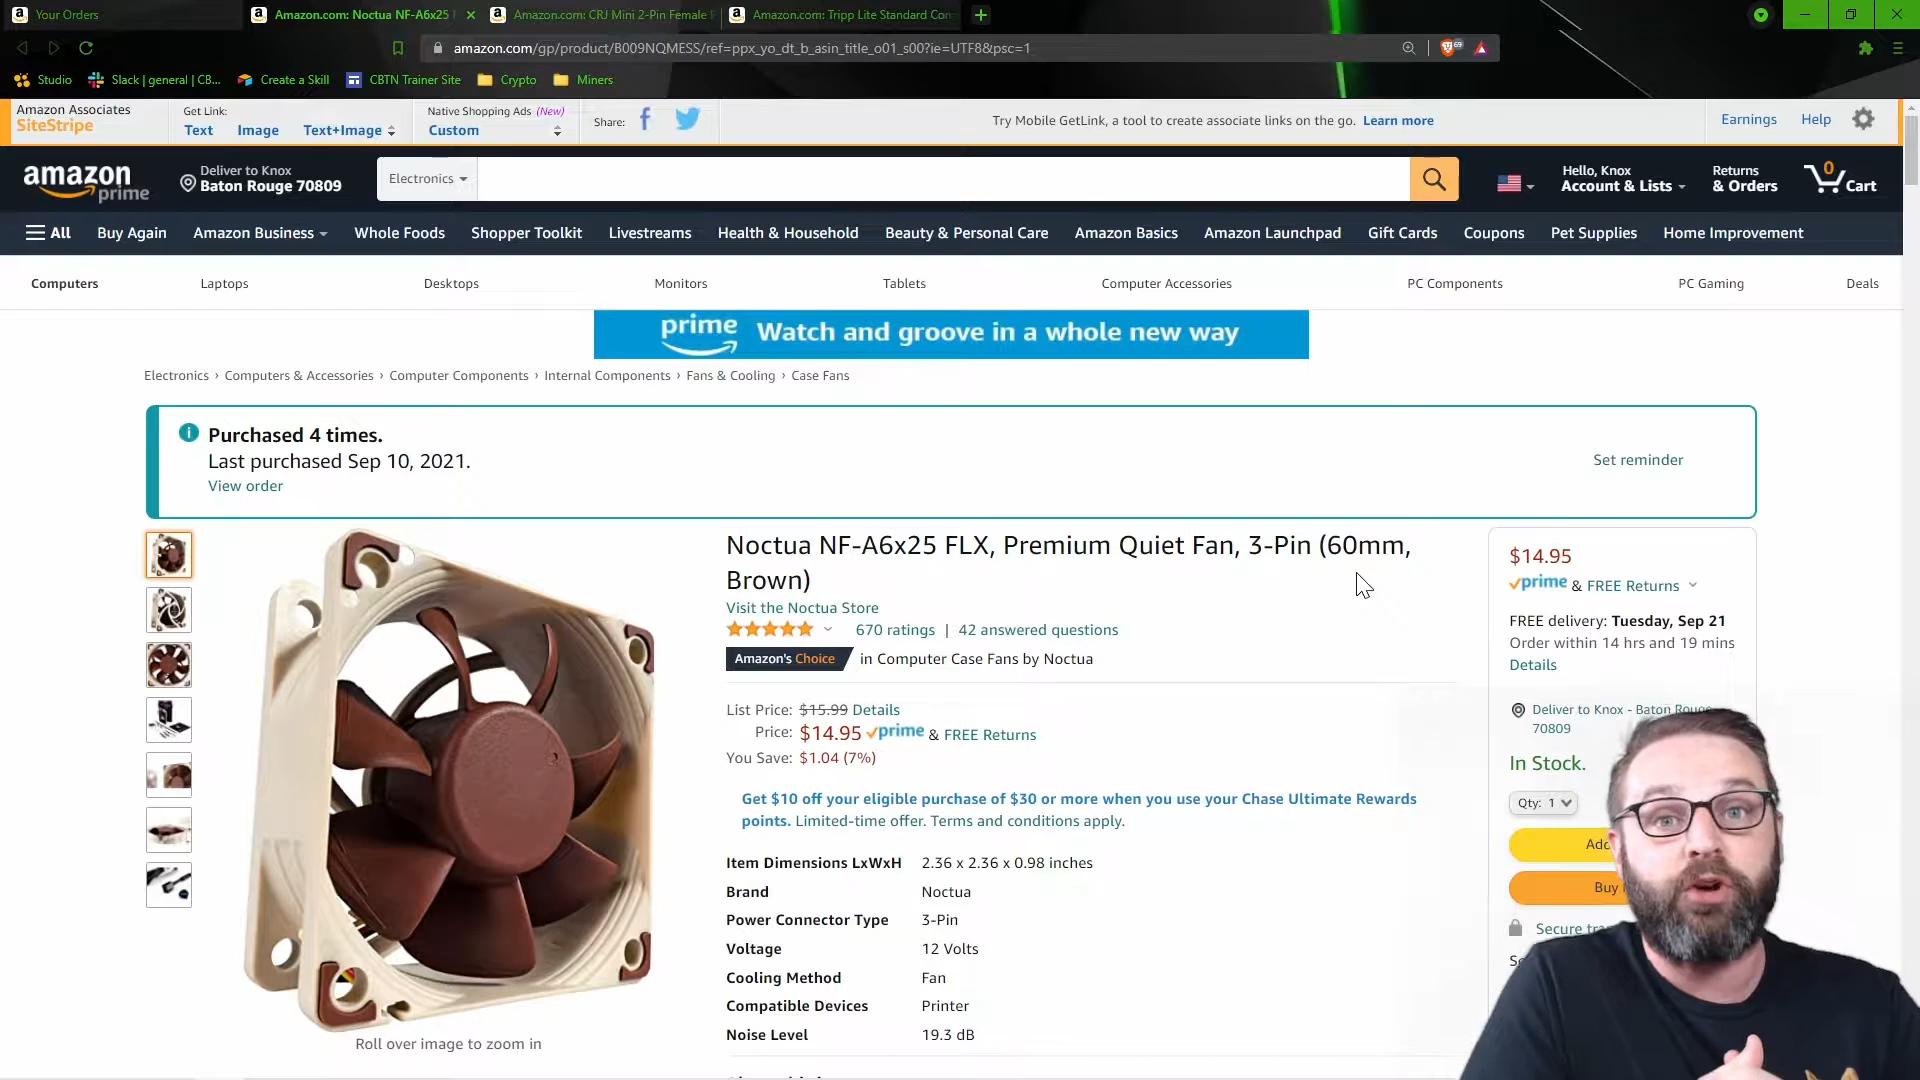 Your Orders
Amazon.com: Noctua NF-A6x25
Amazon.com: CRJ Mini 2-Pin Female
Amazon.com: Tripp Lite Standard Con
amazon.com/gp/product/B009NQMESS/ref=ppx_yo_dt_b_asin_title_o01_s00?ie=UTF8&psc=1
69
Studio
Slack | general | CB...
Create a Skill
CBTN Trainer Site
Crypto
Miners
Amazon Associates
SiteStripe
Get Link:
Text Image Text+Image
Native Shopping Ads (New)
Custom
Share:
Try Mobile GetLink, a tool to create associate links on the go. Learn more
Earnings
Help
amazon prime
Deliver to Knox
Baton Rouge 70809
Electronics
Hello, Knox
Account & Lists
Returns
& Orders
0
Cart
All
Buy Again
Amazon Business
Whole Foods
Shopper Toolkit
Livestreams
Health & Household
Beauty & Personal Care
Amazon Basics
Amazon Launchpad
Gift Cards
Coupons
Pet Supplies
Home Improvement
Computers
Laptops
Desktops
Monitors
Tablets
Computer Accessories
PC Components
PC Gaming
Deals
prime Watch and groove in a whole new way
Electronics › Computers & Accessories › Computer Components › Internal Components › Fans & Cooling › Case Fans
Purchased 4 times.
Last purchased Sep 10, 2021.
View order
Set reminder
Noctua NF-A6x25 FLX, Premium Quiet Fan, 3-Pin (60mm,
Brown)
Visit the Noctua Store
670 ratings | 42 answered questions
Amazon's Choice in Computer Case Fans by Noctua
List Price: $15.99 Details
Price: $14.95 prime & FREE Returns
You Save: $1.04 (7%)
Get $10 off your eligible purchase of $30 or more when you use your Chase Ultimate Rewards
points. Limited-time offer. Terms and conditions apply.
Item Dimensions LxWxH 2.36 x 2.36 x 0.98 inches
Brand Noctua
Power Connector Type 3-Pin
Voltage 12 Volts
Cooling Method Fan
Compatible Devices Printer
Noise Level 19.3 dB
Roll over image to zoom in
$14.95
prime & FREE Returns
FREE delivery: Tuesday, Sep 21
Order within 14 hrs and 19 mins
Details
Deliver to Knox - Baton Rouge
70809
In Stock.
Qty: 1
Buy
Secure